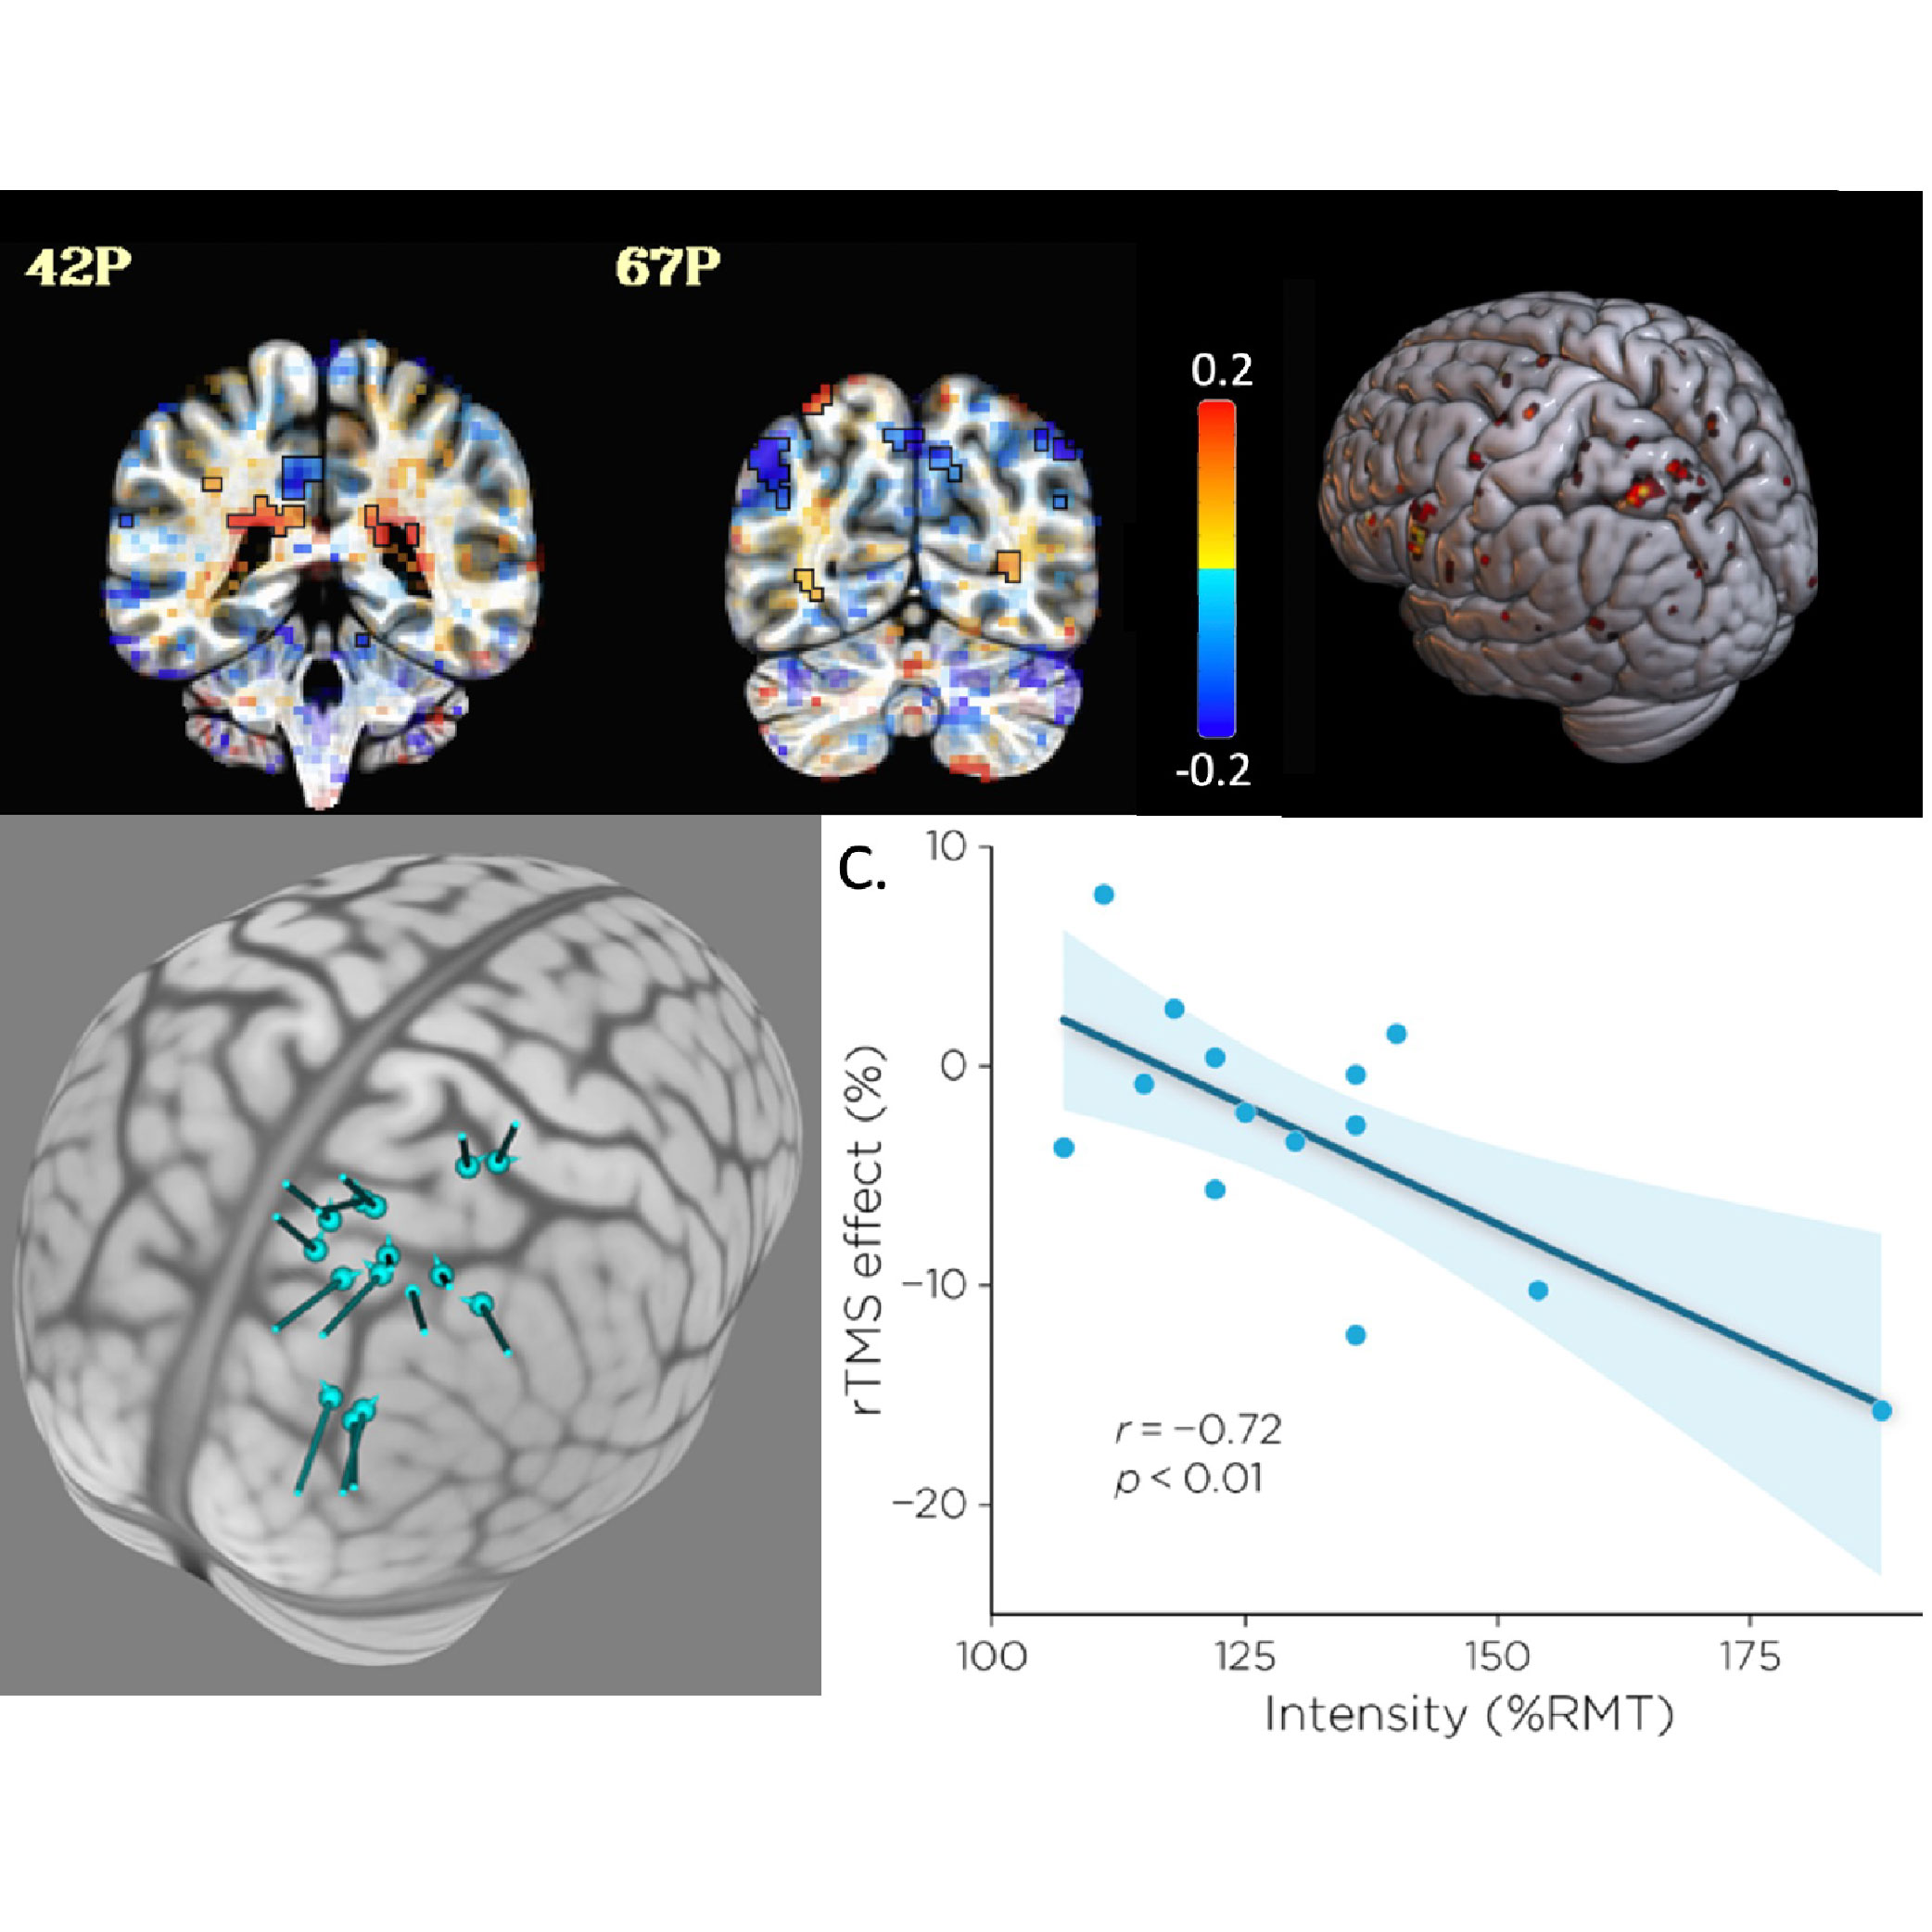 42P
67P
0.2
-0.2
C.
10
0
−10
−20
rTMS effect (%)
r = −0.72
p < 0.01
100
125
150
175
Intensity (%RMT)